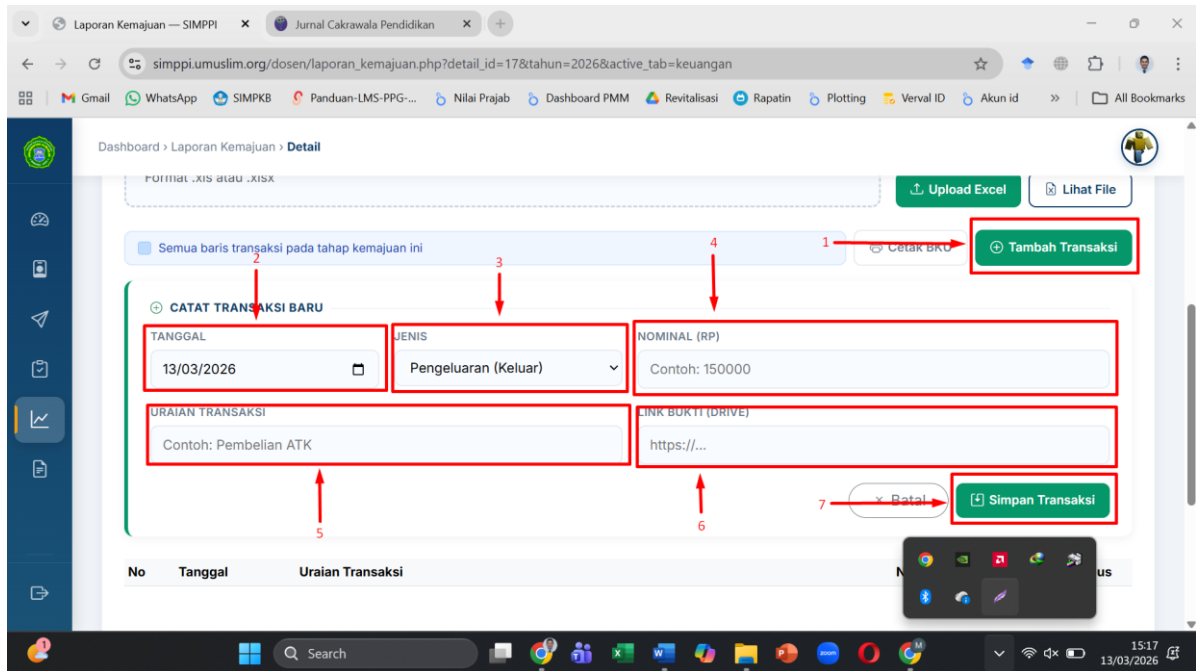 Laporan Kemajuan — SIMPPI
Jurnal Cakrawala Pendidikan
simppi.umuslim.org/dosen/laporan_kemajuan.php?detail_id=17&tahun=2026&active_tab=keuangan
Gmail WhatsApp SIMPKB Panduan-LMS-PPG-... Nilai Prajab Dashboard PMM Revitalisasi Rapatin Plotting Verval ID Akun id » All Bookmarks
Dashboard › Laporan Kemajuan › Detail
Format .xls atau .xlsx
Upload Excel
Lihat File
Semua baris transaksi pada tahap kemajuan ini
Cetak BKU
1
Tambah Transaksi
2
3
4
CATAT TRANSAKSI BARU
TANGGAL JENIS NOMINAL (RP)
13/03/2026 Pengeluaran (Keluar) Contoh: 150000
URAIAN TRANSAKSI LINK BUKTI (DRIVE)
Contoh: Pembelian ATK https://...
5
6
7
× Batal
Simpan Transaksi
No Tanggal Uraian Transaksi
1
Search
zoom
M
15:17
13/03/2026